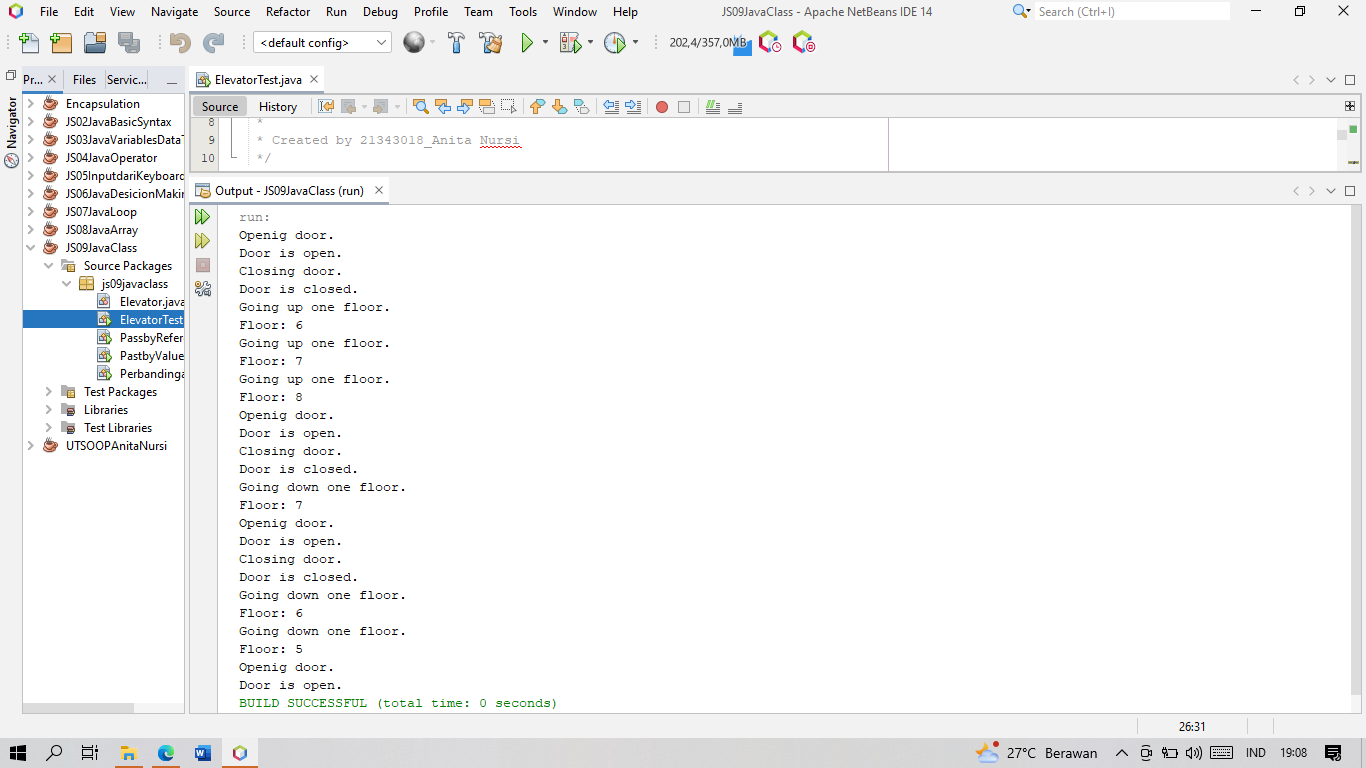 File Edit View Navigate Source Refactor Run Debug Profile Team Tools Window Help
JS09JavaClass - Apache NetBeans IDE 14
Search (Ctrl+I)
<default config>
202,4/357,0MB
Pr...
Files
Servic...
Navigator
Encapsulation
JS02JavaBasicSyntax
JS03JavaVariablesData
JS04JavaOperator
JS05InputdariKeyboard
JS06JavaDesicionMakin
JS07JavaLoop
JS08JavaArray
JS09JavaClass
Source Packages
js09javaclass
Elevator.java
ElevatorTest
PassbyRefer
PastbyValue
Perbandinga
Test Packages
Libraries
Test Libraries
UTSOOPAnitaNursi
ElevatorTest.java
Source History
8 *
9 * Created by 21343018_Anita Nursi
10 */
Output - JS09JavaClass (run)
run:
Openig door.
Door is open.
Closing door.
Door is closed.
Going up one floor.
Floor: 6
Going up one floor.
Floor: 7
Going up one floor.
Floor: 8
Openig door.
Door is open.
Closing door.
Door is closed.
Going down one floor.
Floor: 7
Openig door.
Door is open.
Closing door.
Door is closed.
Going down one floor.
Floor: 6
Going down one floor.
Floor: 5
Openig door.
Door is open.
BUILD SUCCESSFUL (total time: 0 seconds)
26:31
27°C Berawan
IND
19:08